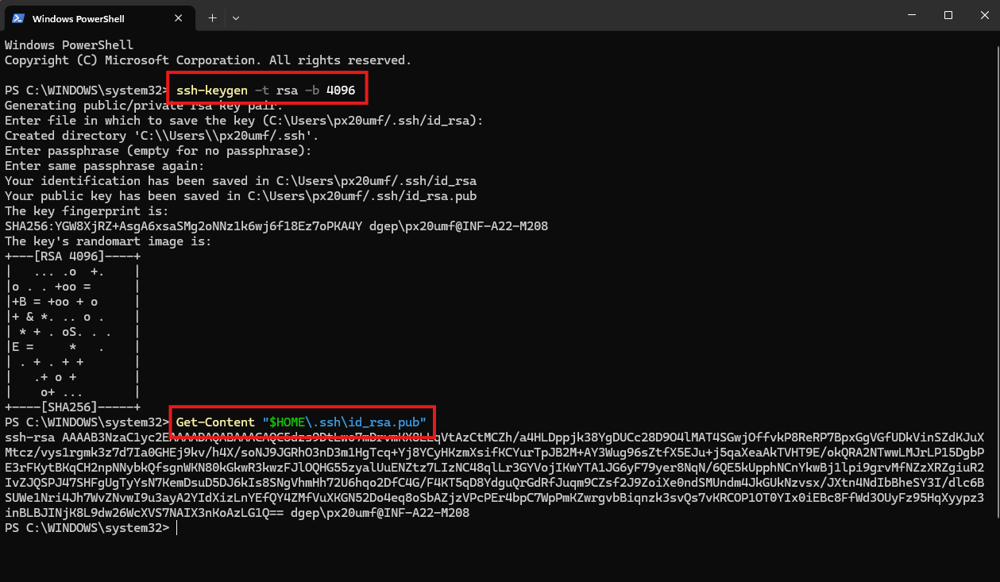 Windows PowerShell
Windows PowerShell
Copyright (C) Microsoft Corporation. All rights reserved.
PS C:\WINDOWS\system32> ssh-keygen -t rsa -b 4096
Generating public/private rsa key pair.
Enter file in which to save the key (C:\Users\px20umf/.ssh/id_rsa):
Created directory 'C:\\Users\\px20umf/.ssh'.
Enter passphrase (empty for no passphrase):
Enter same passphrase again:
Your identification has been saved in C:\Users\px20umf/.ssh/id_rsa
Your public key has been saved in C:\Users\px20umf/.ssh/id_rsa.pub
The key fingerprint is:
SHA256:YGW8XjRZ+AsgA6xsaSMg2oNNz1k6wj6f18Ez7oPKA4Y dgep\px20umf@INF-A22-M208
The key's randomart image is:
+---[RSA 4096]----+
|   ... .o  +.    |
|o . . +oo =      |
|+B = +oo + o     |
|+ & *. .. o .    |
| * + . oS. . .   |
|E =     *   .    |
| . + . + +       |
|   .+ o +        |
|    o+ ...       |
+----[SHA256]-----+
PS C:\WINDOWS\system32> Get-Content "$HOME\.ssh\id_rsa.pub"
ssh-rsa
Mtcz/vys1rgmk3z7d7Ia0GHEj9kv/h4X/soNJ9JGRhO3nD3m1HgTcq+Yj8YCyHKzmXsifKCYurTpJB2M+AY3Wug96sZtfX5EJu+j5qaXeaAkTVHT9E/okQRA2NTwwLMJrLP15DgbP
E3rFKytBKqCH2npNNybkQfsgnWKN80kGkwR3kwzFJlOQHG55zyalUuENZtz7LIzNC48qlLr3GYVojIKwYTA1JG6yF79yer8NqN/6QE5kUpphNCnYkwBj1lpi9grvMfNZzXRZgiuR2
IvZJQSPJ47SHFgUgTyYsN7KemDsuD5DJ6kIs8SNgVhmHh72U6hqo2DfC4G/F4KT5qD8YdguQrGdRfJuqm9CZsf2J9ZoiXe0ndSMUndm4JkGUkNzvsx/JXtn4NdIbBheSY3I/dlc6B
SUWe1Nri4Jh7WvZNvwI9u3ayA2YIdXizLnYEfQY4ZMfVuXKGN52Do4eq8oSbAZjzVPcPEr4bpC7WpPmKZwrgvbBiqnzk3svQs7vKRCOP1OT0YIx0iEBc8FfWd3OUyFz95HqXyypz3
inBLBJINjK8L9dw26WcXVS7NAIX3nKoAzLG1Q== dgep\px20umf@INF-A22-M208
PS C:\WINDOWS\system32>